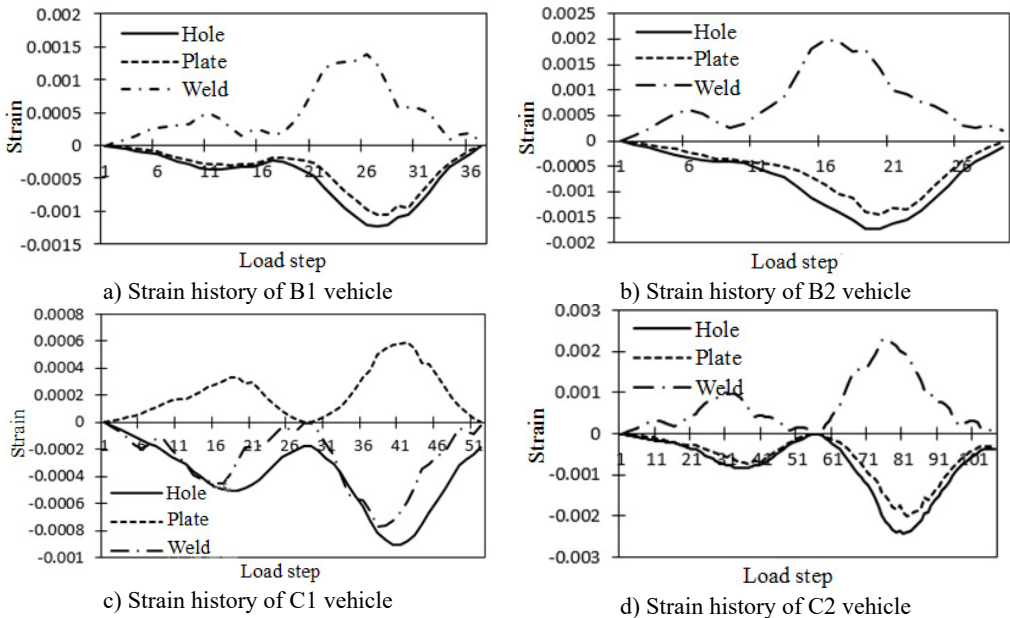 0.002
0.0015
0.001
0.0005
0
-0.0005
-0.001
-0.0015
Strain
Hole
Plate
Weld
1 6 11 16 21 26 31 36
Load step
a) Strain history of B1 vehicle
0.0025
0.002
0.0015
0.001
0.0005
0
-0.0005
-0.001
-0.0015
-0.002
Strain
Hole
Plate
Weld
1 6 11 16 21 26
Load step
b) Strain history of B2 vehicle
0.0008
0.0006
0.0004
0.0002
0
-0.0002
-0.0004
-0.0006
-0.0008
-0.001
Strain
1 6 11 16 21 26 31 36 41 46 51
Hole
Plate
Weld
Load step
c) Strain history of C1 vehicle
0.003
0.002
0.001
0
-0.001
-0.002
-0.003
Strain
Hole
Plate
Weld
1 11 21 31 41 51 61 71 81 91 101
Load step
d) Strain history of C2 vehicle